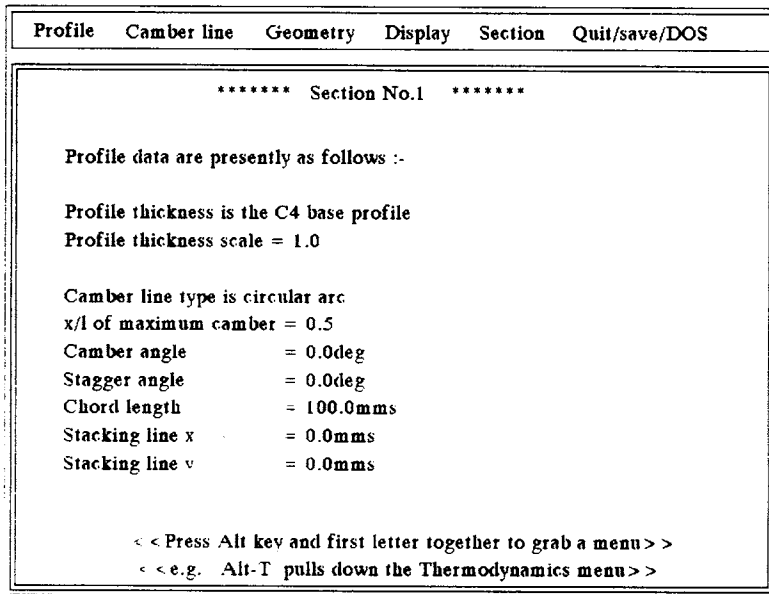 Profile Camber line Geometry Display Section Quit/save/DOS
******* Section No.1 *******
Profile data are presently as follows :-
Profile thickness is the C4 base profile
Profile thickness scale = 1.0
Camber line type is circular arc
x/l of maximum camber = 0.5
Camber angle = 0.0deg
Stagger angle = 0.0deg
Chord length = 100.0mms
Stacking line x = 0.0mms
Stacking line y = 0.0mms
< < Press Alt key and first letter together to grab a menu > >
< < e.g. Alt-T pulls down the Thermodynamics menu > >